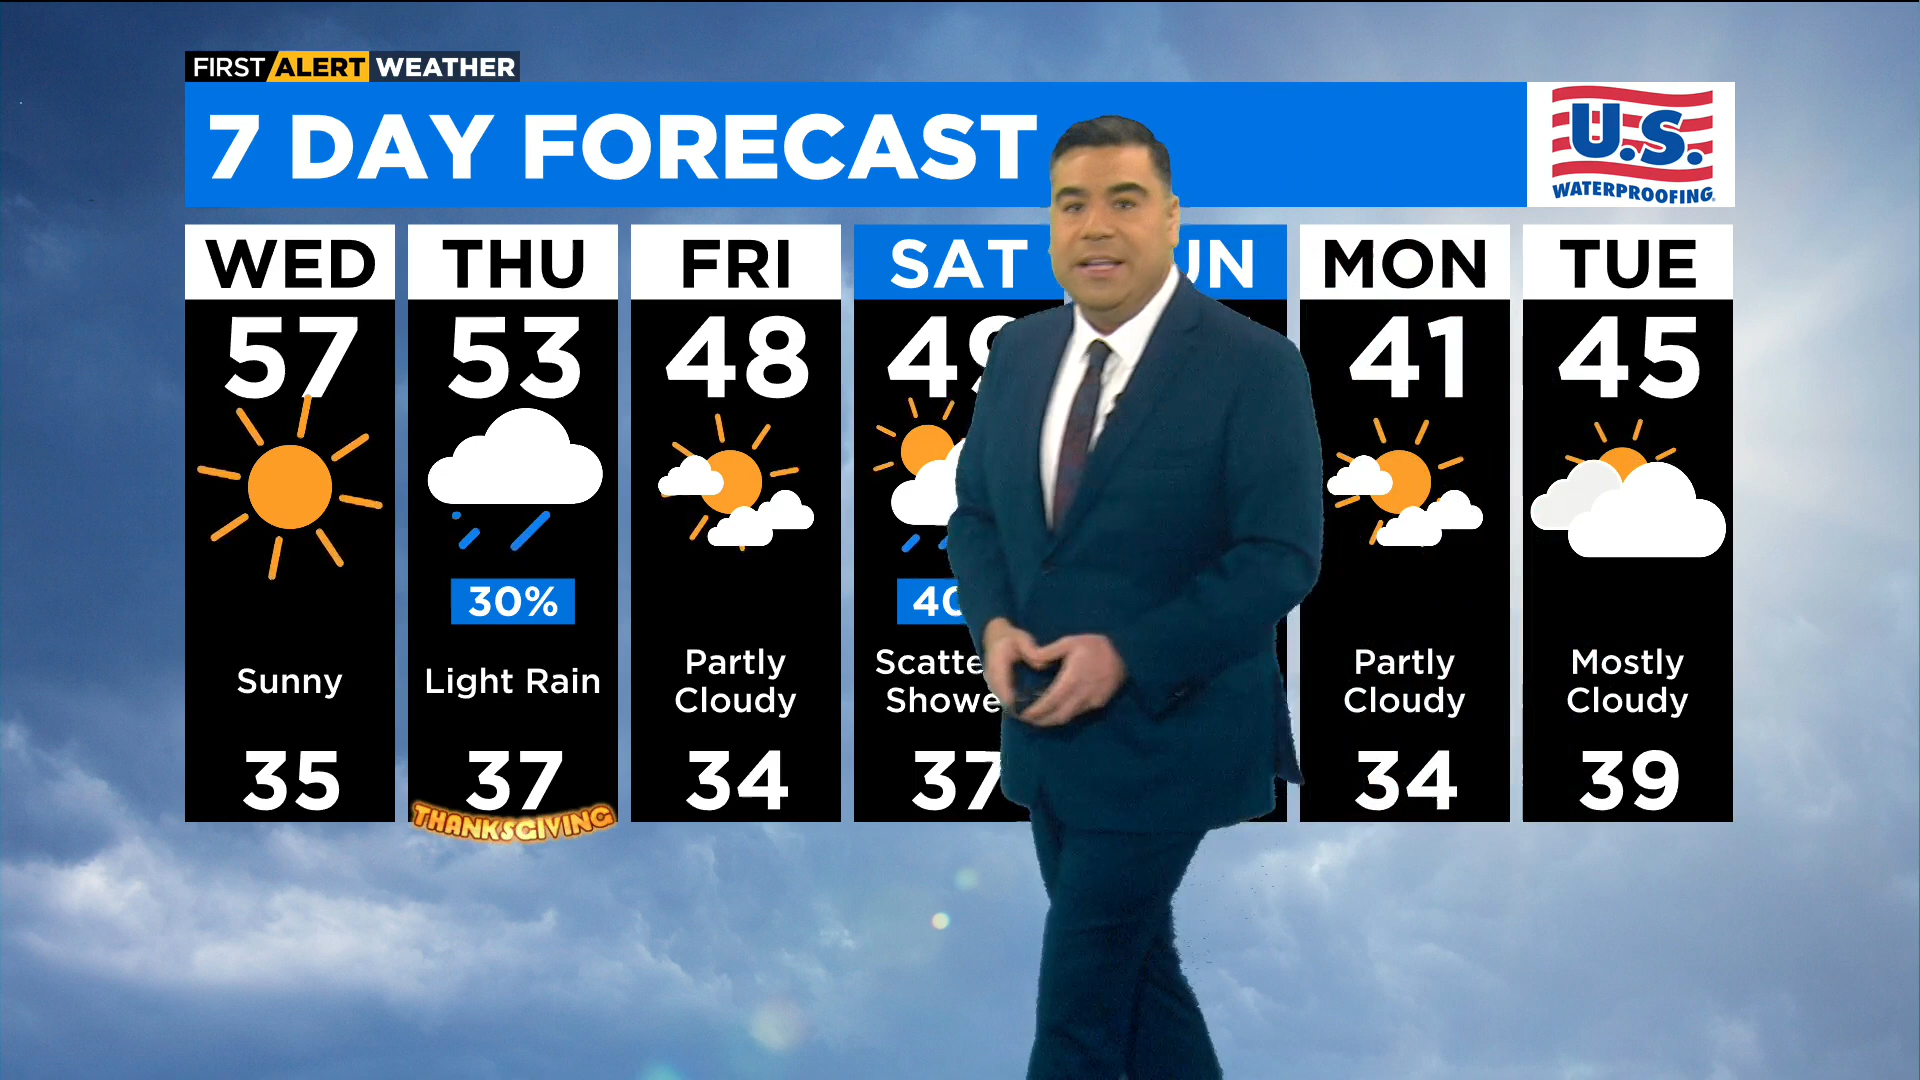 FIRST ALERT WEATHER
7 DAY FORECAST
U.S.
WATERPROOFING
WED
THU
FRI
SAT
MON
TUE
57
53
48
41
45
30%
Sunny
Light Rain
Partly
Cloudy
Partly
Cloudy
Mostly
Cloudy
35
37
34
37
34
39
THANKSGIVING